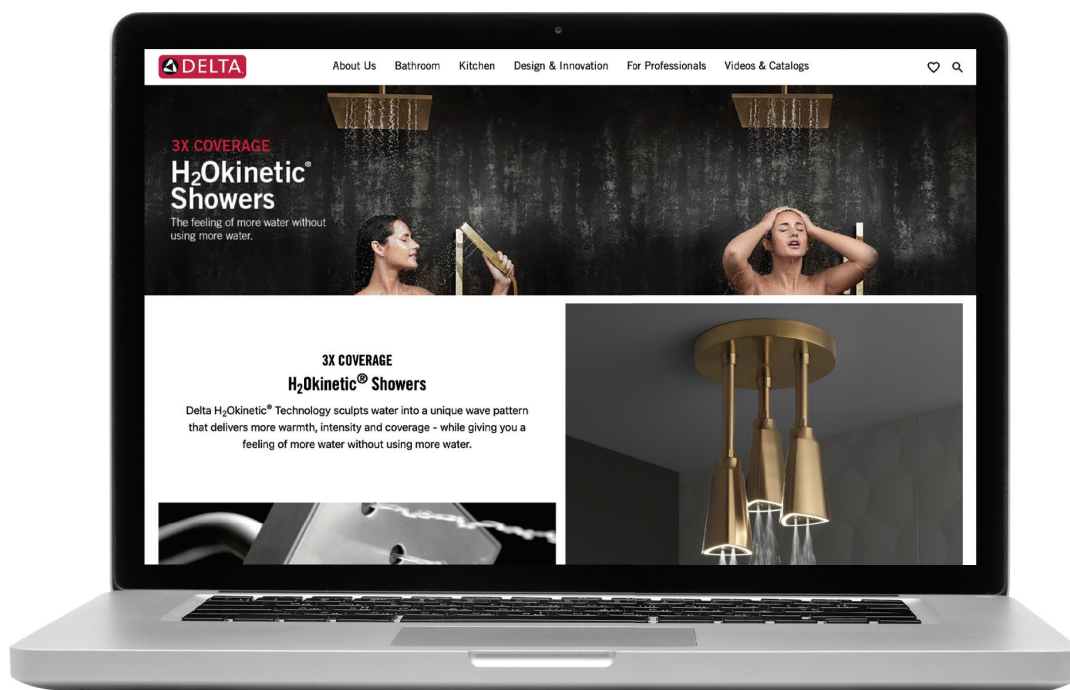 DELTA
About Us Bathroom Kitchen Design & Innovation For Professionals Videos & Catalogs
3X COVERAGE
H₂Okinetic®
Showers
The feeling of more water without
using more water.
3X COVERAGE
H₂Okinetic® Showers
Delta H₂Okinetic® Technology sculpts water into a unique wave pattern
that delivers more warmth, intensity and coverage - while giving you a
feeling of more water without using more water.